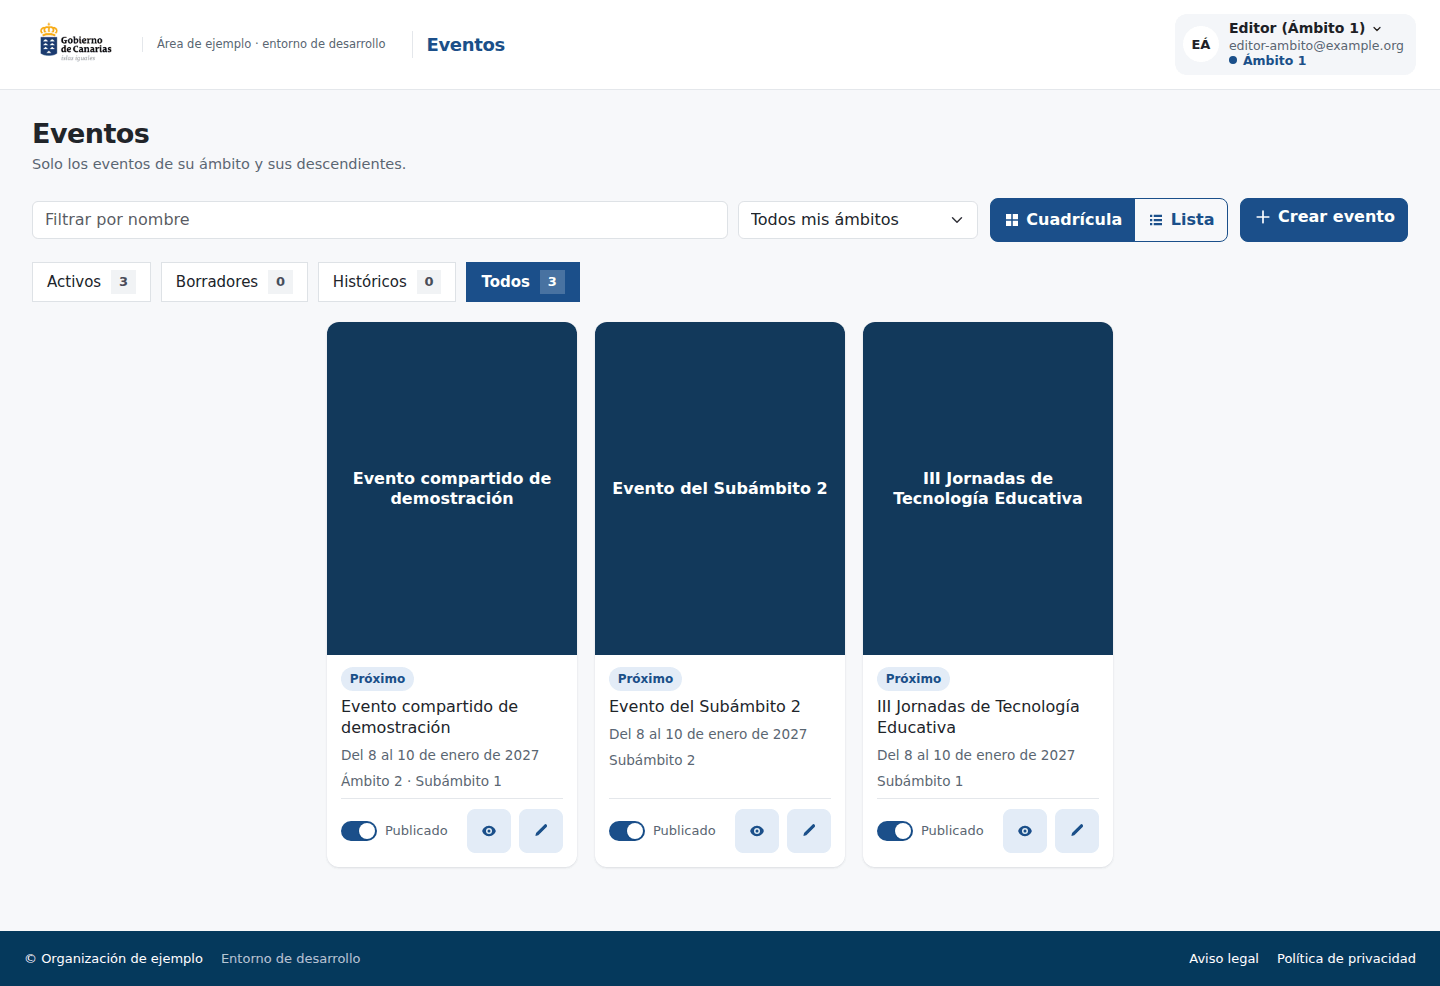 Gobierno
de Canarias
islas iguales
Área de ejemplo · entorno de desarrollo
Eventos
EÁ
Editor (Ámbito 1)
editor-ambito@example.org
Ámbito 1
Eventos
Solo los eventos de su ámbito y sus descendientes.
Filtrar por nombre
Todos mis ámbitos
Cuadrícula
Lista
Crear evento
Activos 3
Borradores 0
Históricos 0
Todos 3
Evento compartido de
demostración
Próximo
Evento compartido de
demostración
Del 8 al 10 de enero de 2027
Ámbito 2 · Subámbito 1
Publicado
Evento del Subámbito 2
Próximo
Evento del Subámbito 2
Del 8 al 10 de enero de 2027
Subámbito 2
Publicado
III Jornadas de
Tecnología Educativa
Próximo
III Jornadas de Tecnología
Educativa
Del 8 al 10 de enero de 2027
Subámbito 1
Publicado
© Organización de ejemplo
Entorno de desarrollo
Aviso legal
Política de privacidad